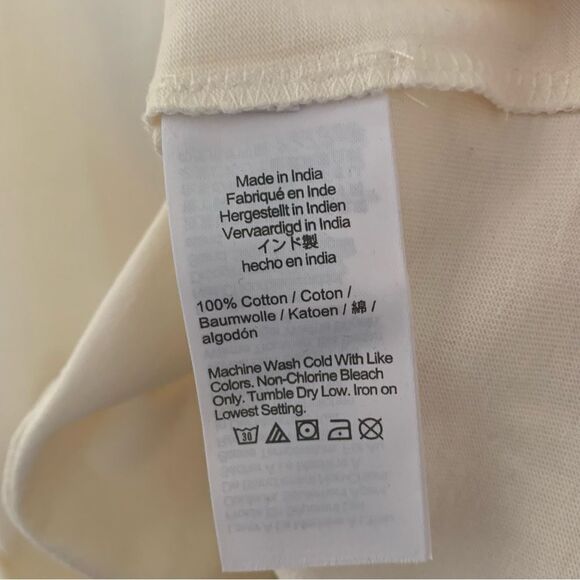 Made in India
Fabriqué en Inde
Hergestellt in Indien
Vervaardigd in India
インド製
hecho en india
100% Cotton / Coton /
Baumwolle / Katoen / 綿 /
algodón
Machine Wash Cold With Like
Colors. Non-Chlorine Bleach
Only. Tumble Dry Low. Iron on
Lowest Setting.
30